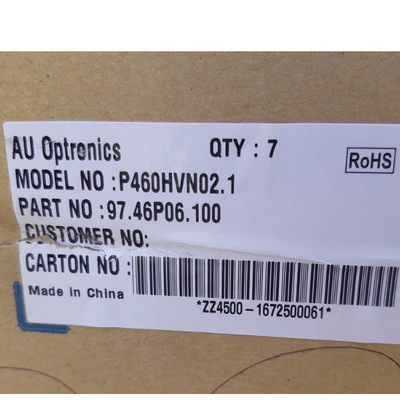 AU Optronics QTY : 7
RoHS
MODEL NO :P460HVN02.1
PART NO :97.46P06.100
CUSTOMER NO:
CARTON NO :
Made in China
*ZZ4500-1672500061*